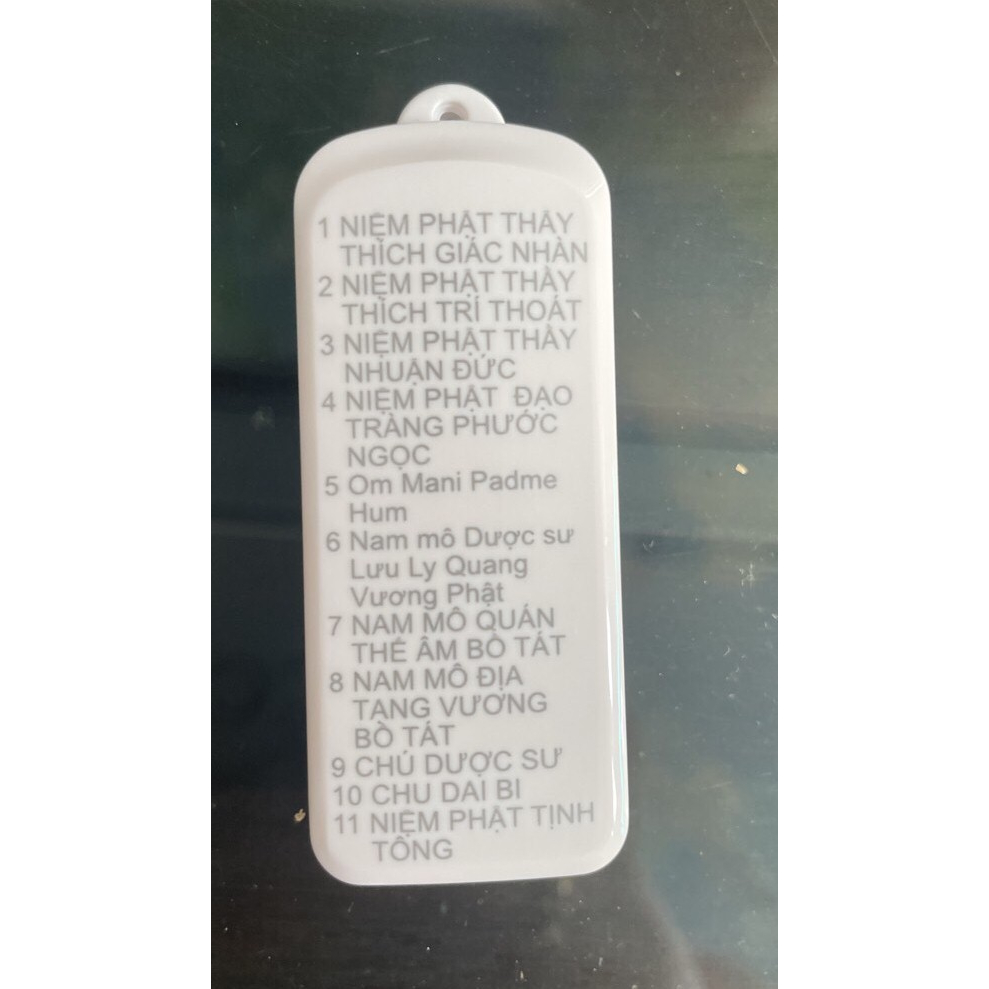 1 NIỆM PHẬT THẦY
THÍCH GIÁC NHÀN
2 NIỆM PHẬT THẦY
THÍCH TRÍ THOÁT
3 NIỆM PHẬT THẦY
NHUẬN ĐỨC
4 NIỆM PHẬT ĐẠO
TRÀNG PHƯỚC
NGỌC
5 Om Mani Padme
Hum
6 Nam mô Dược sư
Lưu Ly Quang
Vương Phật
7 NAM MÔ QUÁN
THẾ ÂM BỒ TÁT
8 NAM MÔ ĐỊA
TẠNG VƯƠNG
BỒ TÁT
9 CHÚ DƯỢC SƯ
10 CHU DAI BI
11 NIỆM PHẬT TỊNH
TÔNG